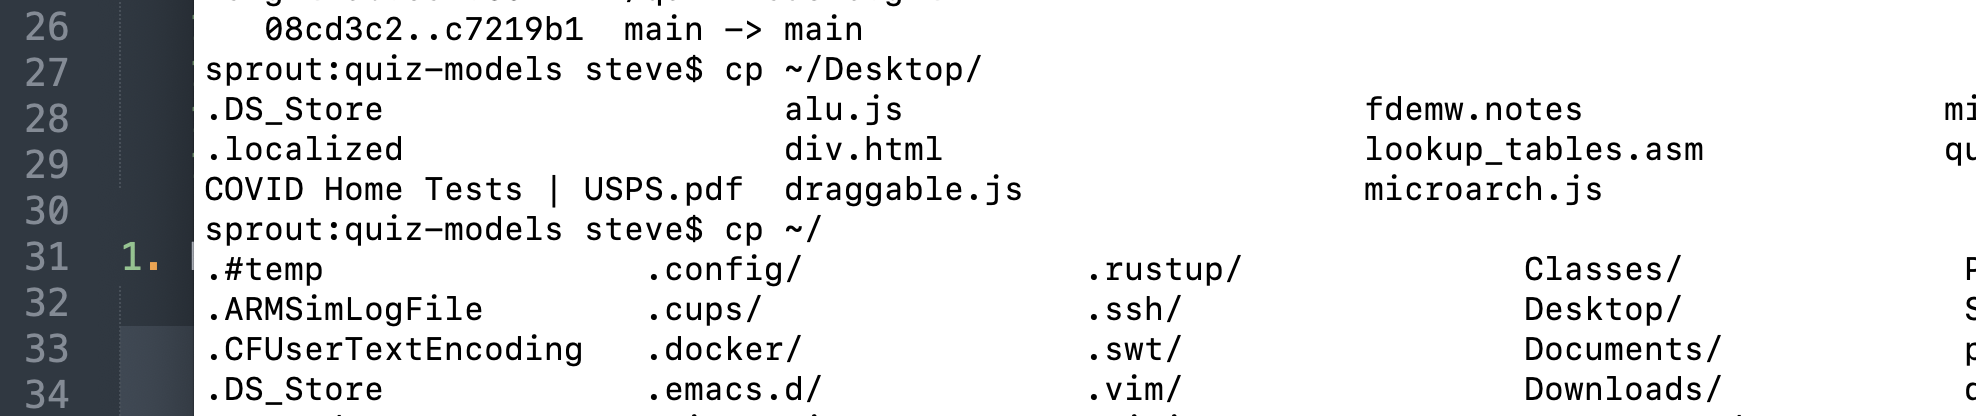 26
08cd3c2..c7219b1  main -> main
27
sprout:quiz-models steve$ cp ~/Desktop/
28
.DS_Store alu.js fdemw.notes
29
.localized div.html lookup_tables.asm
COVID Home Tests | USPS.pdf draggable.js microarch.js
30
sprout:quiz-models steve$ cp ~/
31 1.
.#temp .config/ .rustup/ Classes/
32
.ARMSimLogFile .cups/ .ssh/ Desktop/
33
.CFUserTextEncoding .docker/ .swt/ Documents/
34
.DS_Store .emacs.d/ .vim/ Downloads/